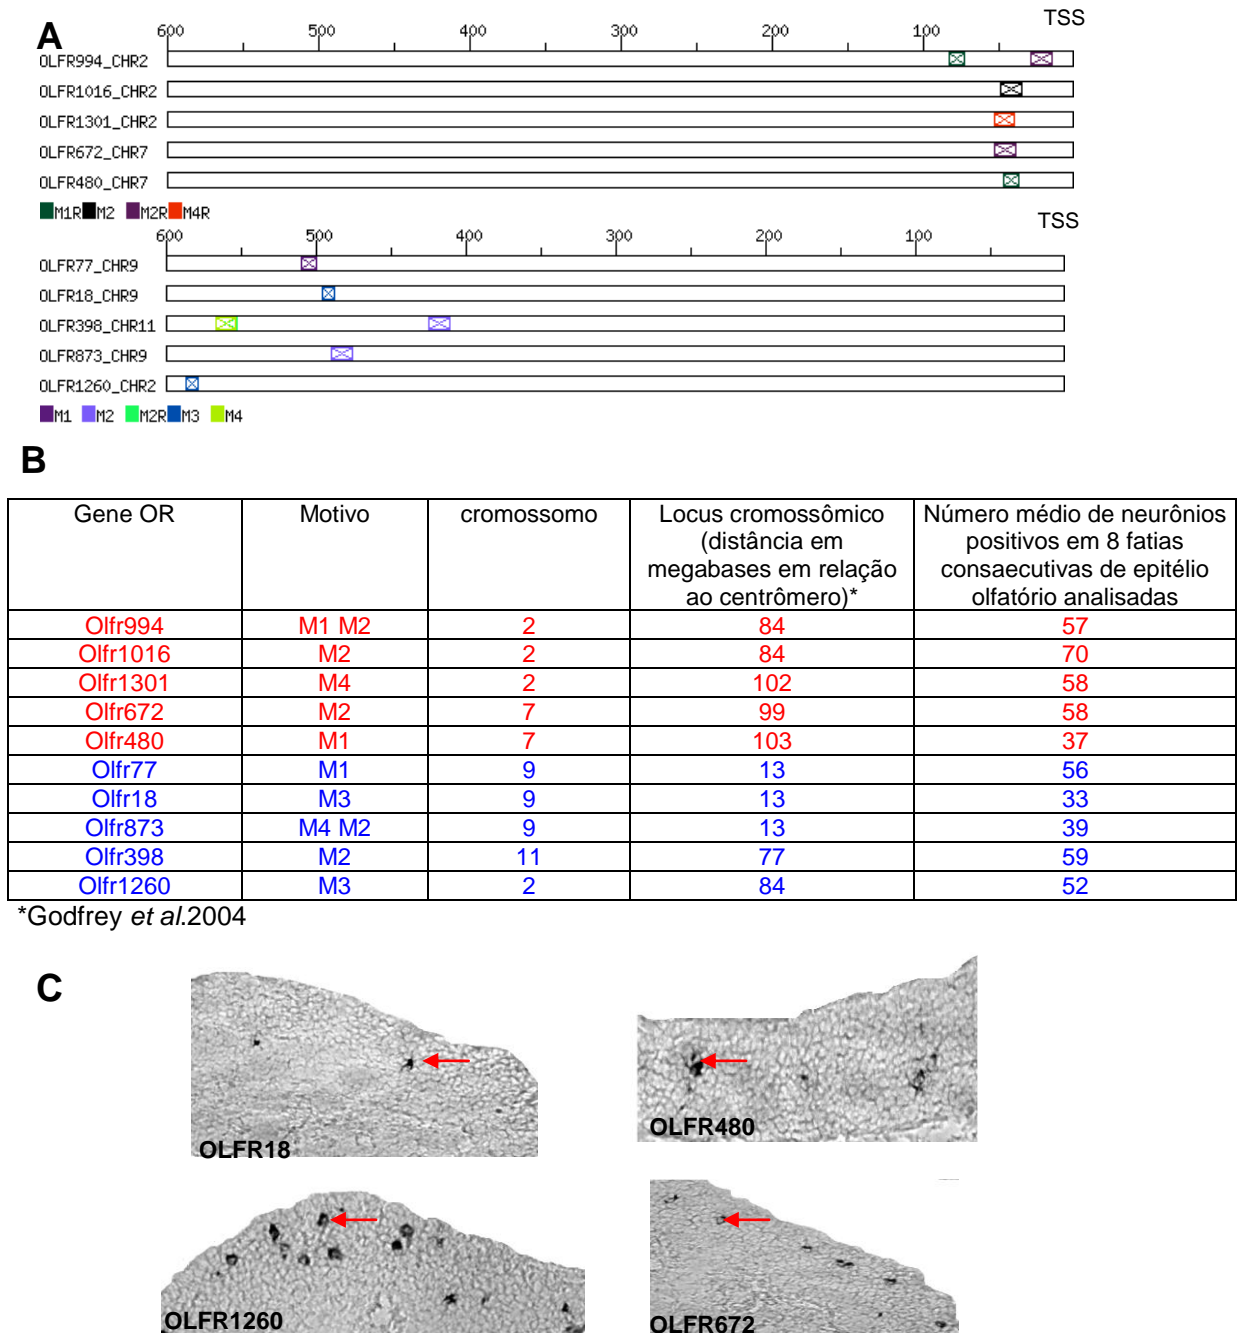 A
600 500 400 300 200 100 TSS
OLFR994_CHR2
OLFR1016_CHR2
OLFR1301_CHR2
OLFR672_CHR7
OLFR480_CHR7
M1R M2 M2R M4R
600 500 400 300 200 100 TSS
OLFR77_CHR9
OLFR18_CHR9
OLFR398_CHR11
OLFR873_CHR9
OLFR1260_CHR2
M1 M2 M2R M3 M4
B
Gene OR Motivo cromossomo Locus cromossômico Número médio de neurônios
(distância em positivos em 8 fatias
megabases em relação consaecutivas de epitélio
ao centrômero)* olfatório analisadas
Olfr994 M1 M2 2 84 57
Olfr1016 M2 2 84 70
Olfr1301 M4 2 102 58
Olfr672 M2 7 99 58
Olfr480 M1 7 103 37
Olfr77 M1 9 13 56
Olfr18 M3 9 13 33
Olfr873 M4 M2 9 13 39
Olfr398 M2 11 77 59
Olfr1260 M3 2 84 52
*Godfrey et al.2004
C
OLFR18
OLFR480
OLFR1260
OLFR672